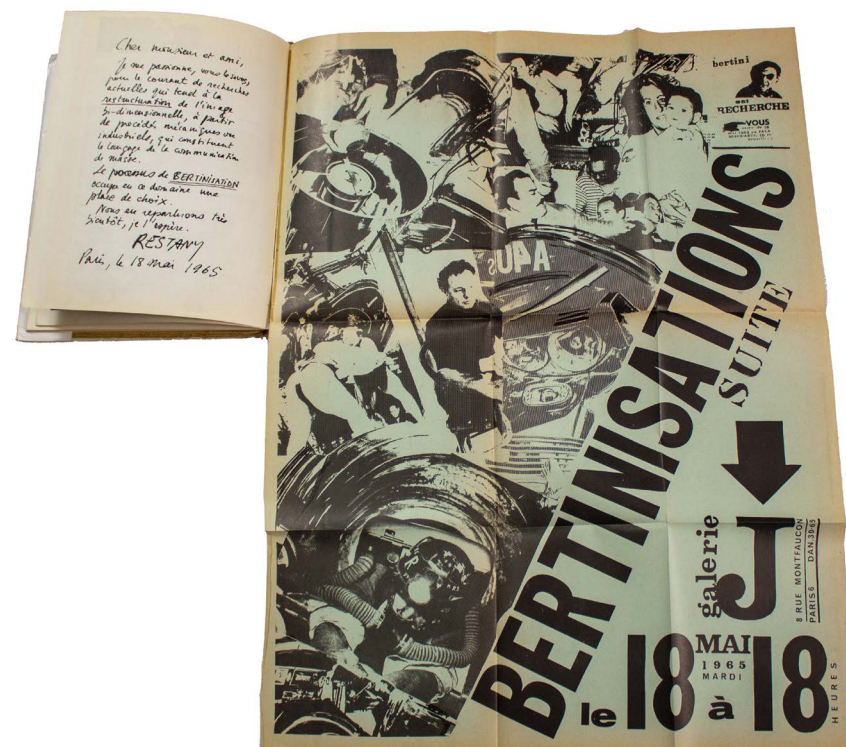 Cher monsieur et ami,
je me passionne, vous le savez,
pour le courant de recherches
actuelles qui tend à la
restructuration de l'image
bi-dimensionnelle, à partir
de procédés mécaniques ou
industriels, qui constituent
le langage de la communication
de masse.
Le processus de BERTINISATION
occupe en ce domaine une
place de choix.
Nous en reparlerons très
bientôt, je l'espère.
RESTANY
Paris, le 18 mai 1965
bertini
RECHERCHE
VOUS
APUS
BERTINISATIONS
SUITE
galerie
J
8 RUE MONTFAUCON
PARIS 6 DAN.30-65
le 18 MAI
1965
MARDI
à 18
HEURES